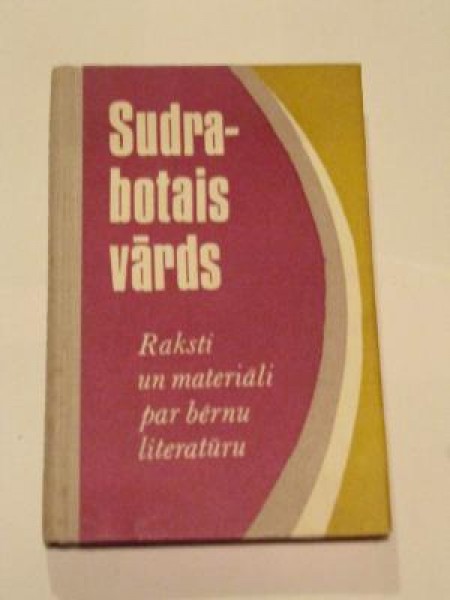 Sudra-
botais
vārds
Raksti
un materiāli
par bērnu
literatūru